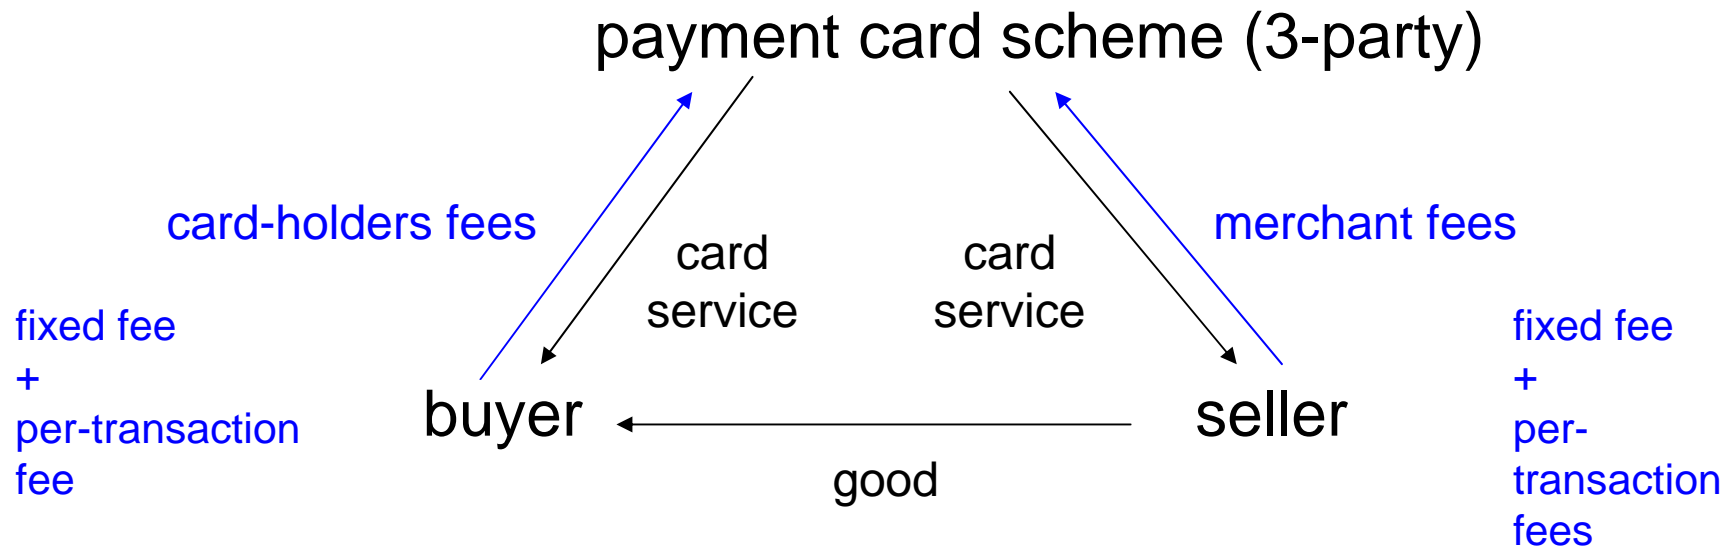 payment card scheme (3-party)
card-holders fees
merchant fees
card
service
card
service
fixed fee
+
per-transaction
fee
fixed fee
+
per-
transaction
fees
buyer
seller
good